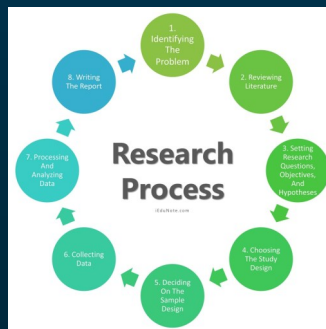 1.
Identifying
The
Problem
2. Reviewing
Literature
3. Setting
Research
Questions,
Objectives,
And
Hypotheses
4. Choosing
The Study
Design
5. Deciding
On The
Sample
Design
6. Collecting
Data
7. Processing
And
Analyzing
Data
8. Writing
The Report
Research
Process
iEduNote.com